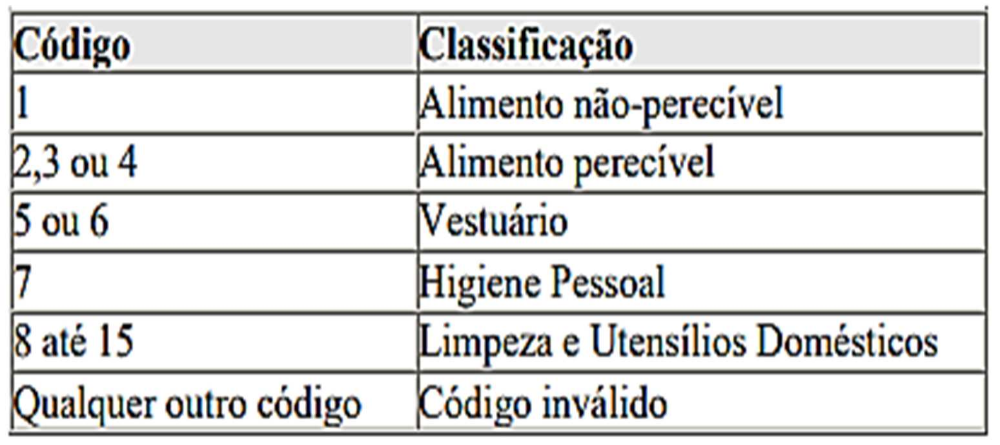 Código Classificação
1 Alimento não-perecível
2,3 ou 4 Alimento perecível
5 ou 6 Vestuário
7 Higiene Pessoal
8 até 15 Limpeza e Utensílios Domésticos
Qualquer outro código Código inválido